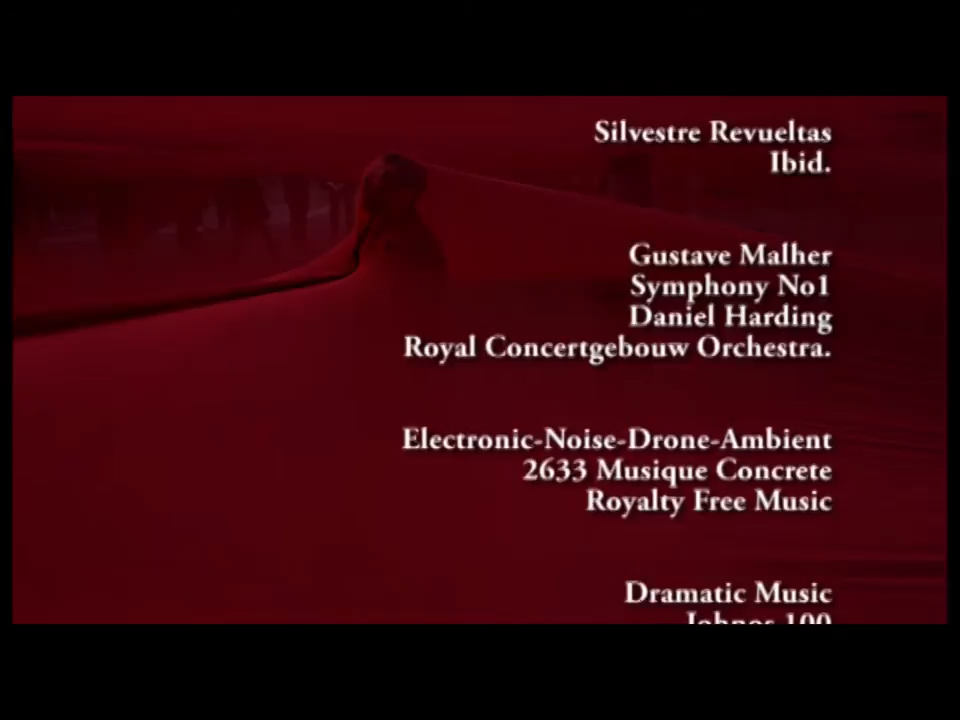 Silvestre Revueltas
Ibid.
Gustave Malher
Symphony No1
Daniel Harding
Royal Concertgebouw Orchestra.
Electronic-Noise-Drone-Ambient
2633 Musique Concrete
Royalty Free Music
Dramatic Music
100